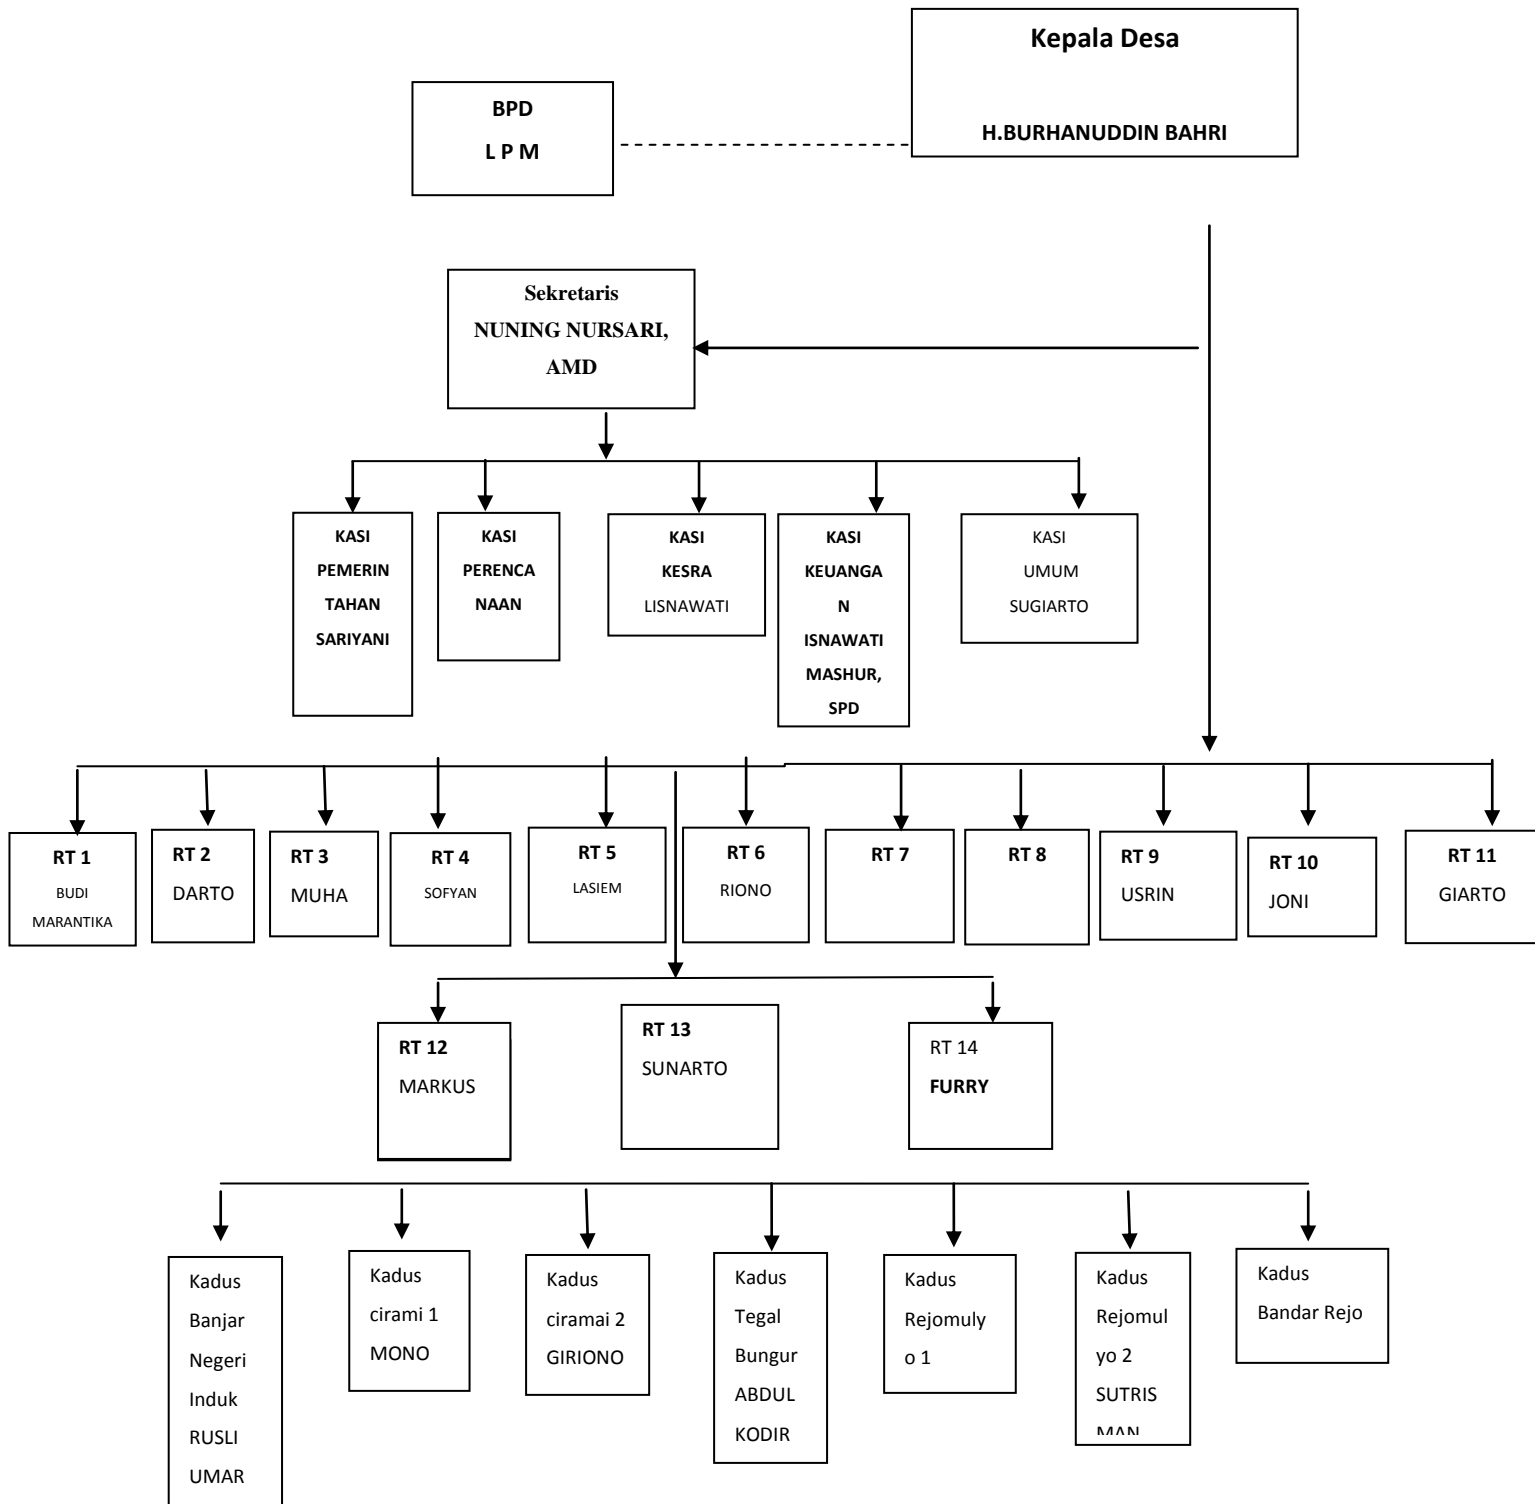 Kepala Desa
H.BURHANUDDIN BAHRI
BPD
L P M
Sekretaris
NUNING NURSARI,
AMD
KASI
PEMERIN
TAHAN
SARIYANI
KASI
PERENCA
NAAN
KASI
KESRA
LISNAWATI
KASI
KEUANGA
N
ISNAWATI
MASHUR,
SPD
KASI
UMUM
SUGIARTO
RT 1
BUDI
MARANTIKA
RT 2
DARTO
RT 3
MUHA
RT 4
SOFYAN
RT 5
LASIEM
RT 6
RIONO
RT 7
RT 8
RT 9
USRIN
RT 10
JONI
RT 11
GIARTO
RT 12
MARKUS
RT 13
SUNARTO
RT 14
FURRY
Kadus
Banjar
Negeri
Induk
RUSLI
UMAR
Kadus
cirami 1
MONO
Kadus
ciramai 2
GIRIONO
Kadus
Tegal
Bungur
ABDUL
KODIR
Kadus
Rejomuly
o 1
Kadus
Rejomul
yo 2
SUTRIS
MAN
Kadus
Bandar Rejo